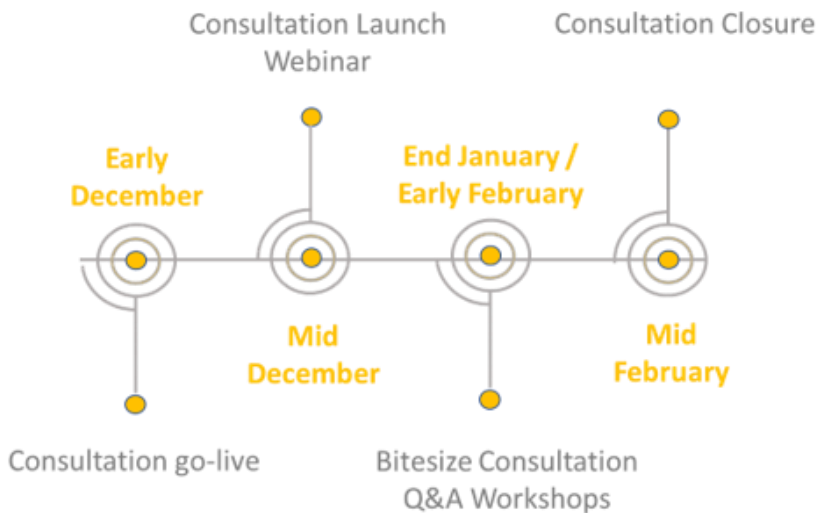 Consultation Launch
Webinar
Consultation Closure
Early
December
End January /
Early February
Mid
December
Mid
February
Consultation go-live
Bitesize Consultation
Q&A Workshops